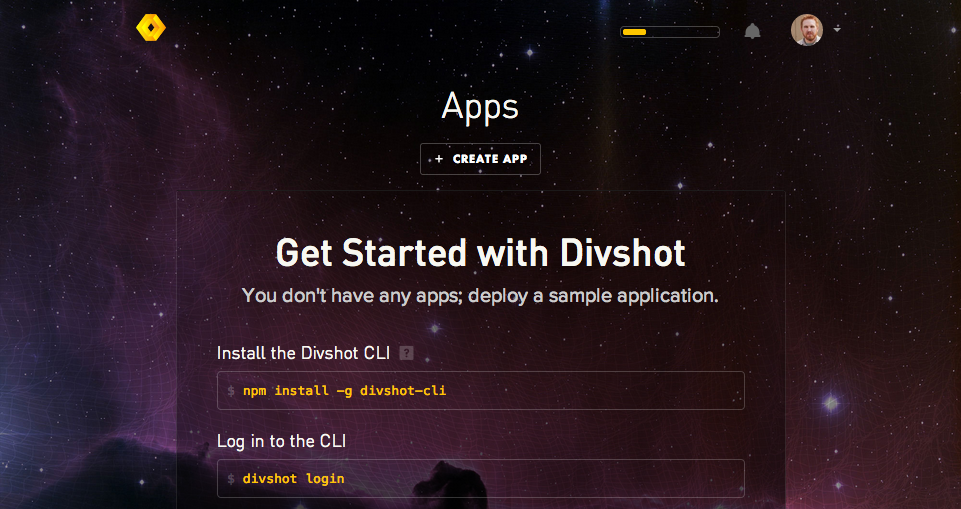 Apps
+ CREATE APP
Get Started with Divshot
You don't have any apps; deploy a sample application.
Install the Divshot CLI ?
$ npm install -g divshot-cli
Log in to the CLI
$ divshot login